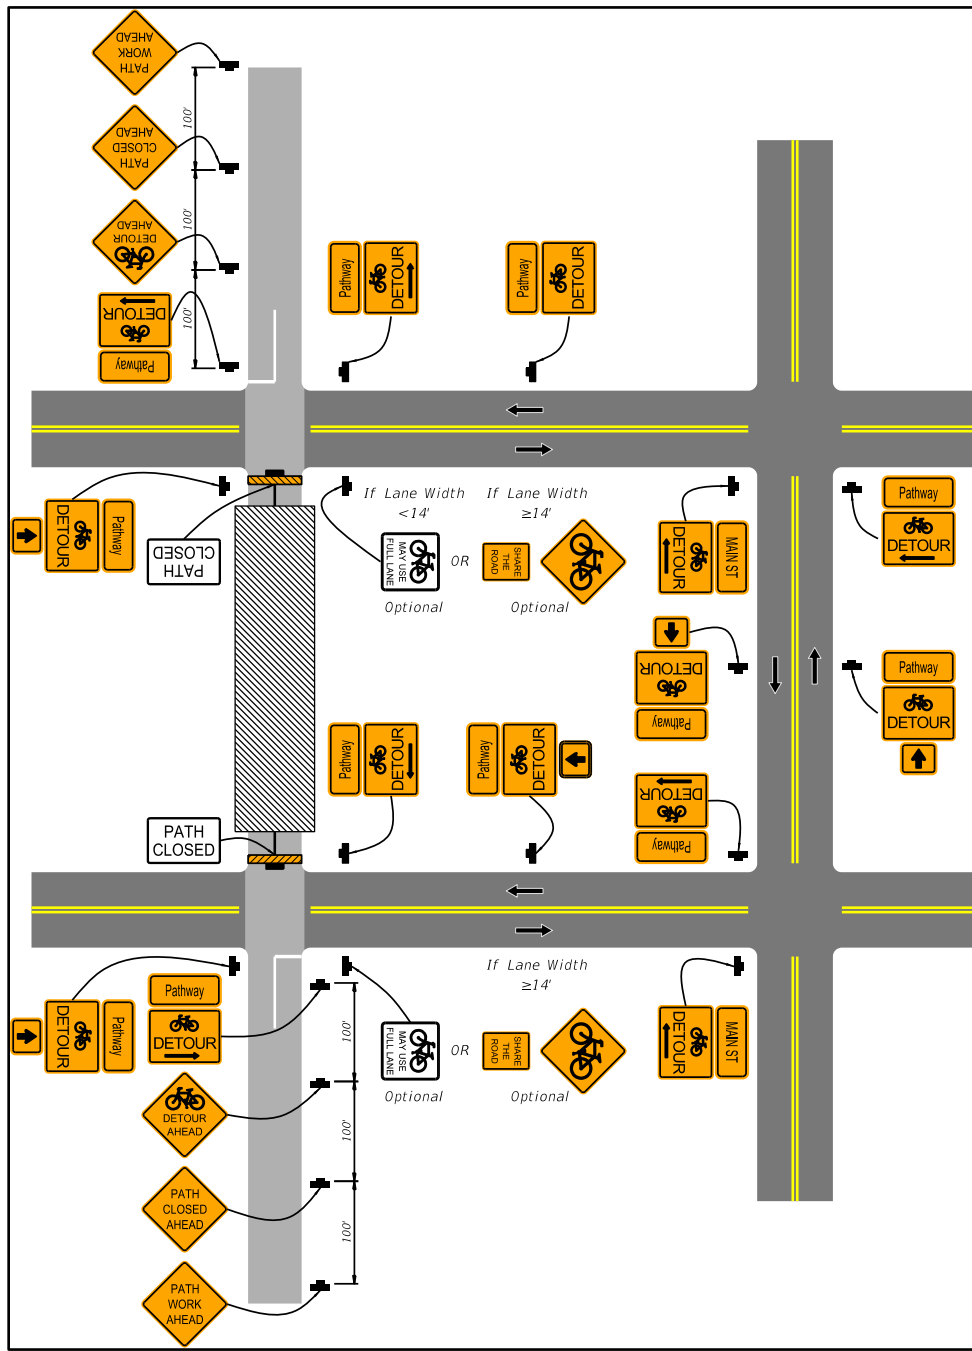 PATH
WORK
AHEAD
100'
PATH
CLOSED
AHEAD
100'
DETOUR
AHEAD
100'
DETOUR
Pathway
Pathway
DETOUR
Pathway
DETOUR
DETOUR
Pathway
PATH
CLOSED
If Lane Width
<14'
MAY USE
FULL LANE
Optional
OR
If Lane Width
≥14'
SHARE
THE
ROAD
Optional
DETOUR
MAIN ST
Pathway
DETOUR
DETOUR
Pathway
Pathway
DETOUR
Pathway
DETOUR
Pathway
DETOUR
DETOUR
Pathway
PATH
CLOSED
DETOUR
Pathway
Pathway
DETOUR
100'
MAY USE
FULL LANE
Optional
OR
If Lane Width
≥14'
SHARE
THE
ROAD
Optional
DETOUR
MAIN ST
DETOUR
AHEAD
100'
PATH
CLOSED
AHEAD
100'
PATH
WORK
AHEAD